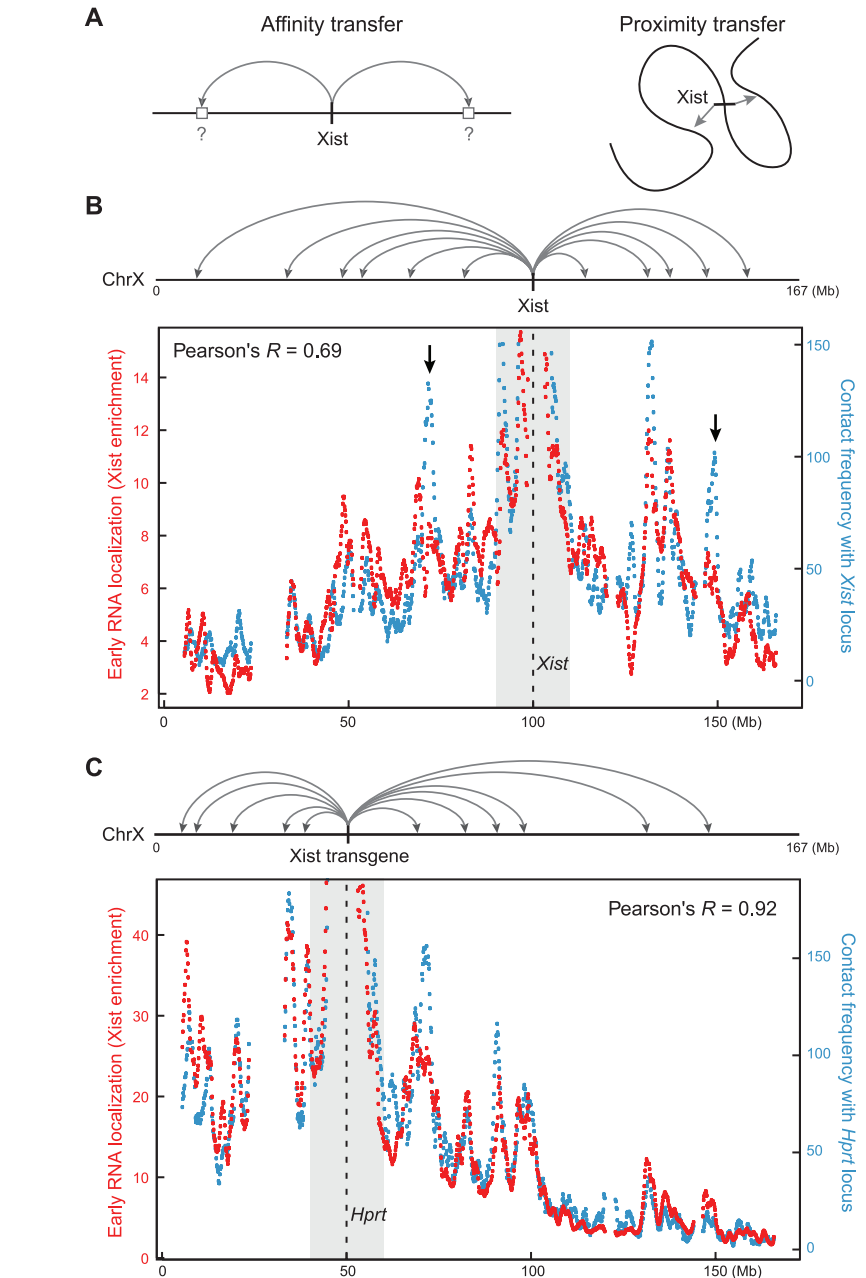 A
Affinity transfer
Proximity transfer
Xist
?
?
Xist
B
ChrX
0
167 (Mb)
Xist
Pearson's R = 0.69
Early RNA localization (Xist enrichment)
14
12
10
8
6
4
2
150
100
50
0
Contact frequency with Xist locus
Xist
0
50
100
150 (Mb)
C
ChrX
0
167 (Mb)
Xist transgene
Pearson's R = 0.92
Early RNA localization (Xist enrichment)
40
30
20
10
0
150
100
50
0
Contact frequency with Hprt locus
Hprt
0
50
100
150 (Mb)